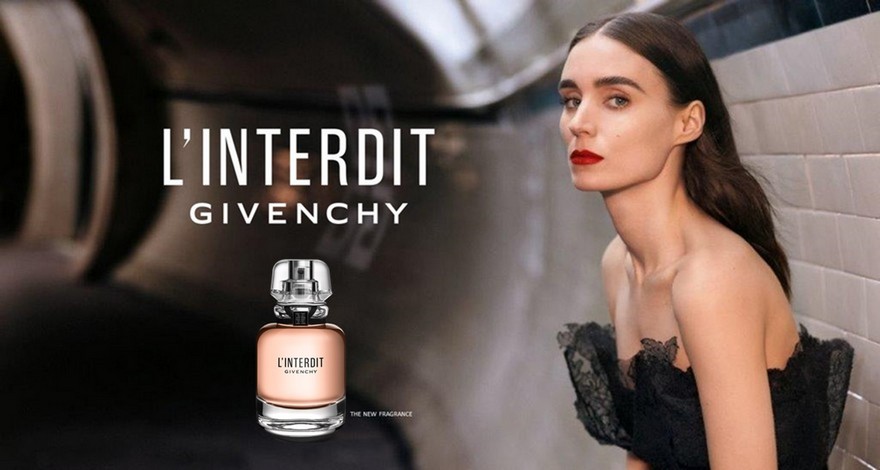 L'INTERDIT
GIVENCHY
L'INTERDIT
GIVENCHY
THE NEW FRAGRANCE